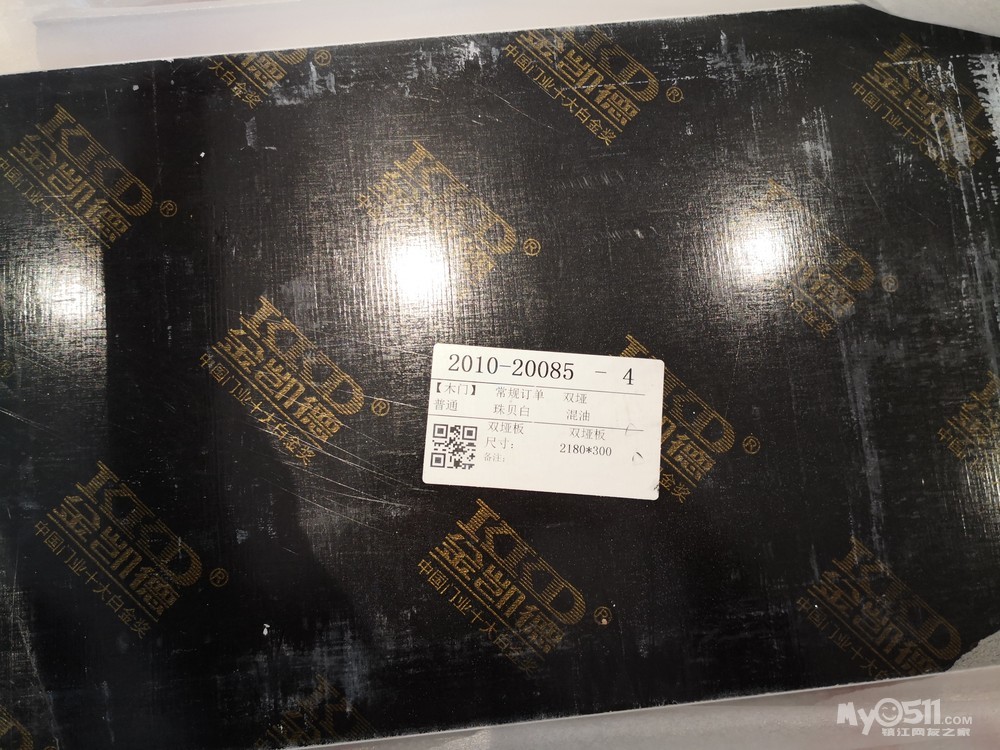 KKD®
金凯德
中国门业十大白金奖
2010-20085 - 4
【木门】 常规订单 双垭
普通 珠贝白 混油
双垭板 双垭板
尺寸: 2180*300
备注:
My0511.COM
镇江网友之家